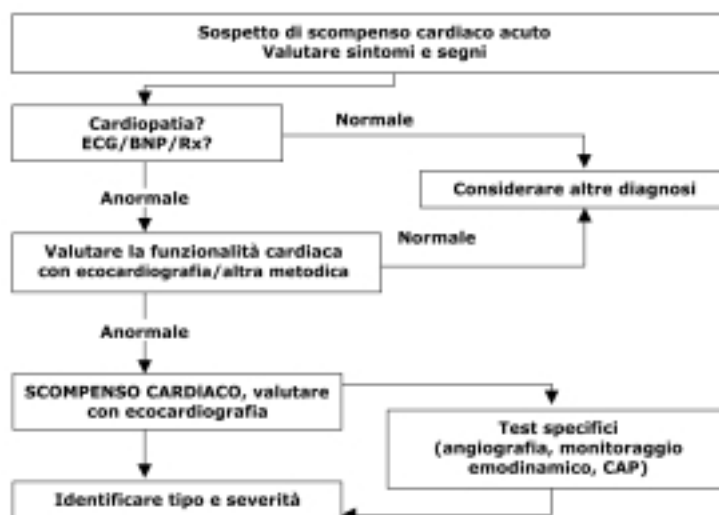 Sospetto di scompenso cardiaco acuto
Valutare sintomi e segni
Cardiopatia?
ECG/BNP/Rx?
Normale
Considerare altre diagnosi
Anormale
Valutare la funzionalità cardiaca
con ecocardiografia/altra metodica
Normale
Anormale
SCOMPENSO CARDIACO, valutare
con ecocardiografia
Test specifici
(angiografia, monitoraggio
emodinamico, CAP)
Identificare tipo e severità